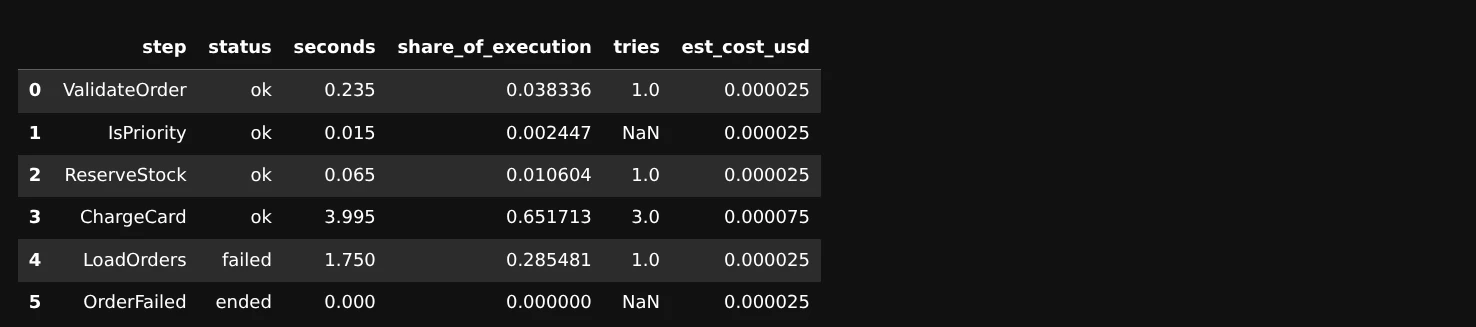 step status seconds share_of_execution tries est_cost_usd
0 ValidateOrder ok 0.235 0.038336 1.0 0.000025
1 IsPriority ok 0.015 0.002447 NaN 0.000025
2 ReserveStock ok 0.065 0.010604 1.0 0.000025
3 ChargeCard ok 3.995 0.651713 3.0 0.000075
4 LoadOrders failed 1.750 0.285481 1.0 0.000025
5 OrderFailed ended 0.000 0.000000 NaN 0.000025